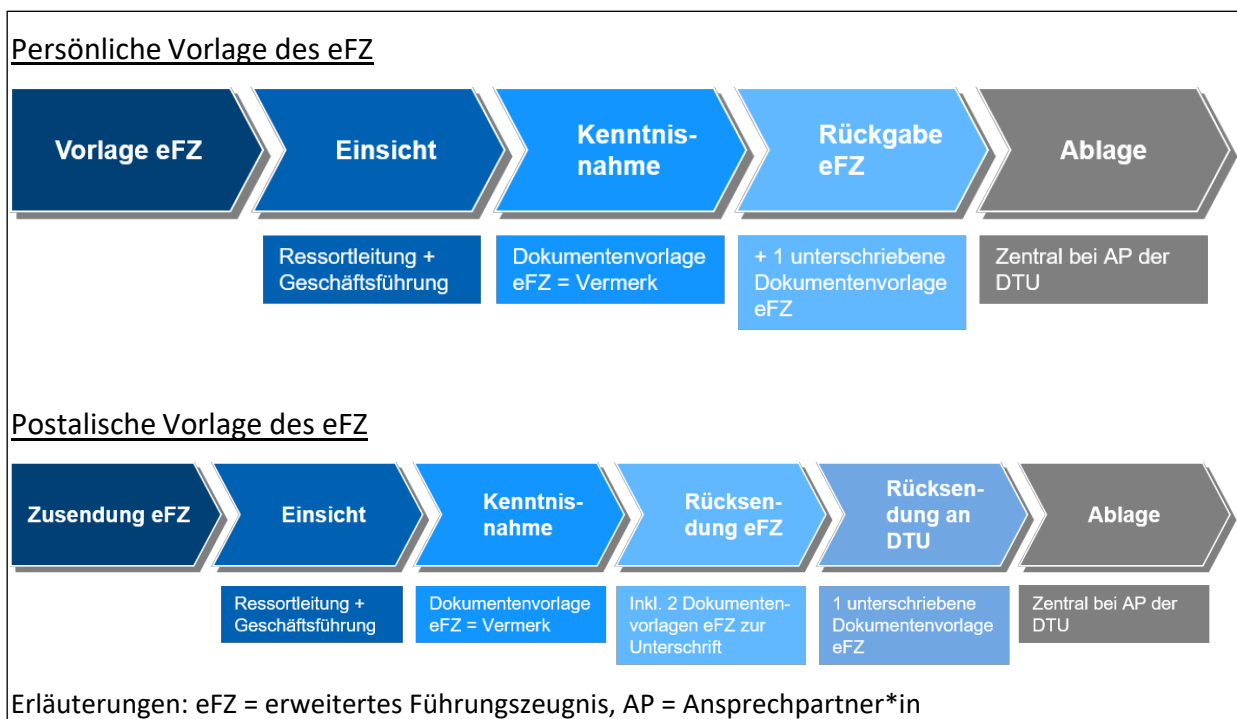 Persönliche Vorlage des eFZ
Vorlage eFZ
Einsicht
Kenntnis-
nahme
Rückgabe
eFZ
Ablage
Ressortleitung +
Geschäftsführung
Dokumentenvorlage
eFZ = Vermerk
+ 1 unterschriebene
Dokumentenvorlage
eFZ
Zentral bei AP der
DTU
Postalische Vorlage des eFZ
Zusendung eFZ
Einsicht
Kenntnis-
nahme
Rücksen-
dung eFZ
Rücksen-
dung an
DTU
Ablage
Ressortleitung +
Geschäftsführung
Dokumentenvorlage
eFZ = Vermerk
Inkl. 2 Dokumenten-
vorlagen eFZ zur
Unterschrift
1 unterschriebene
Dokumentenvorlage
eFZ
Zentral bei AP der
DTU
Erläuterungen: eFZ = erweitertes Führungszeugnis, AP = Ansprechpartner*in